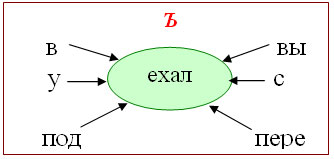 Ъ
в вы
ехал
у с
под пере